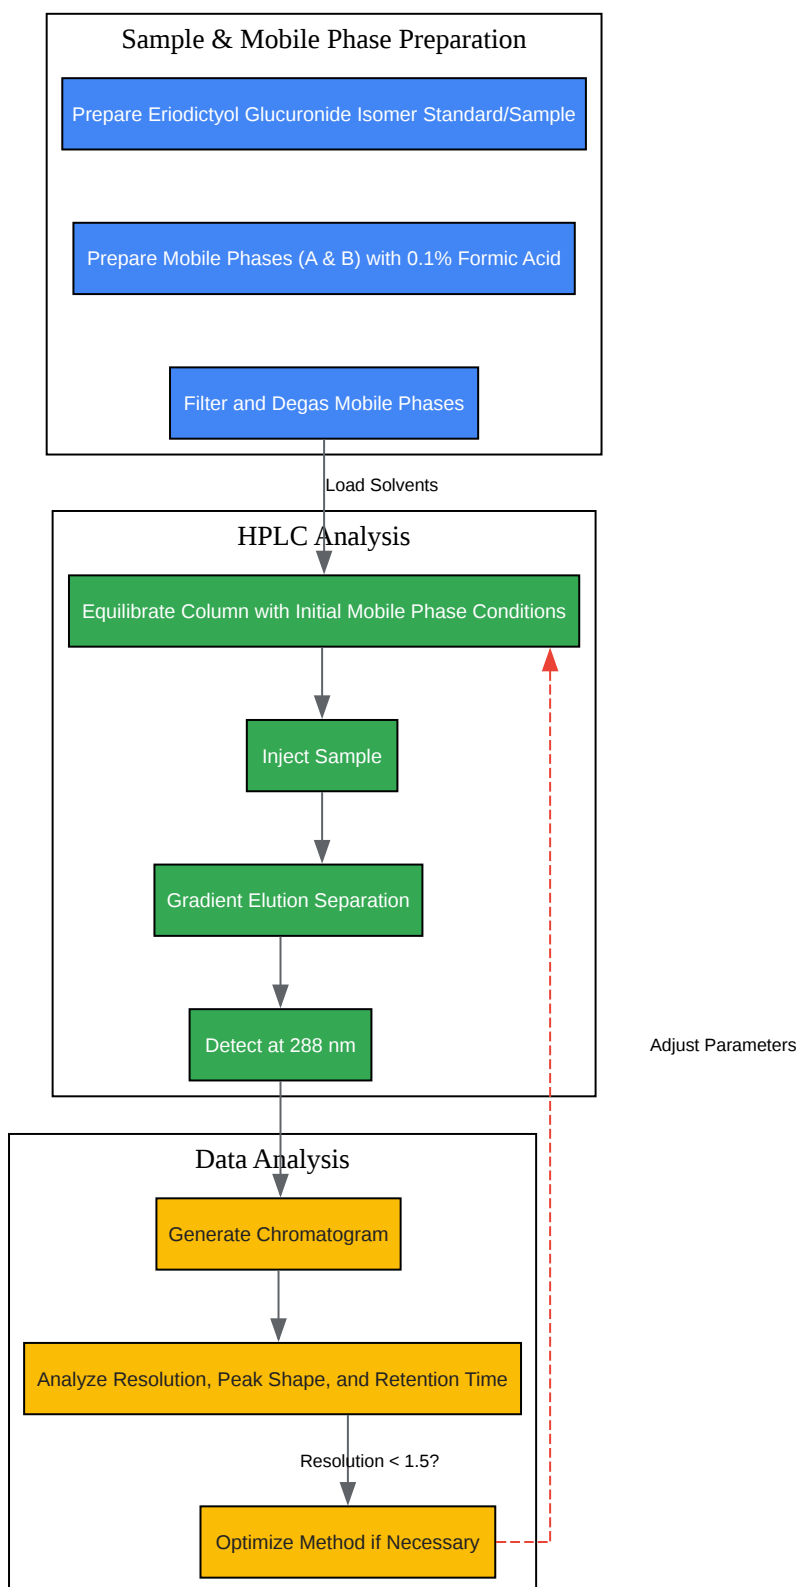 Sample & Mobile Phase Preparation
Prepare Eriodictyol Glucuronide Isomer Standard/Sample
Prepare Mobile Phases (A & B) with 0.1% Formic Acid
Filter and Degas Mobile Phases
Load Solvents
HPLC Analysis
Equilibrate Column with Initial Mobile Phase Conditions
Inject Sample
Gradient Elution Separation
Detect at 288 nm
Adjust Parameters
Data Analysis
Generate Chromatogram
Analyze Resolution, Peak Shape, and Retention Time
Resolution < 1.5?
Optimize Method if Necessary